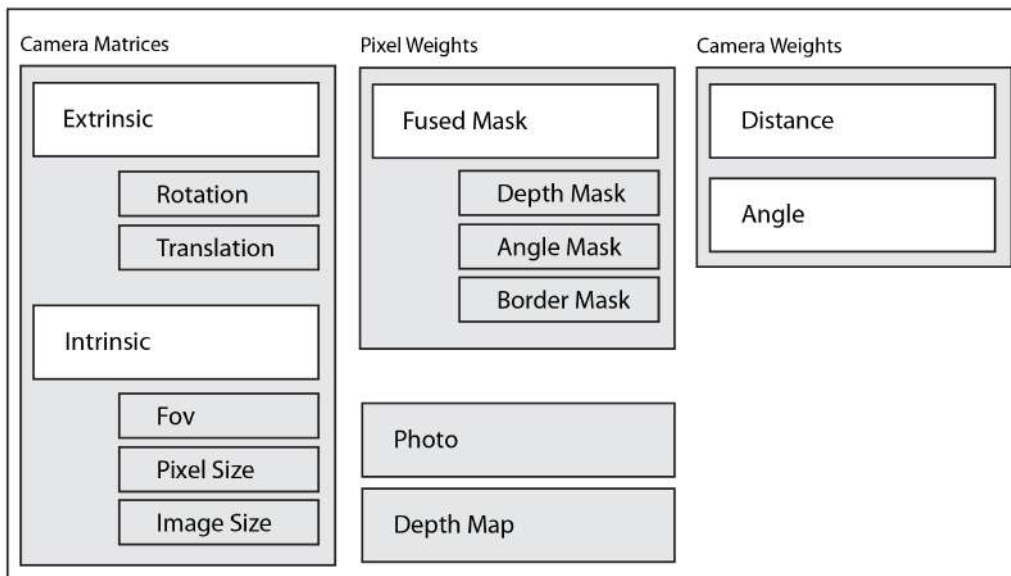 Camera Matrices
Extrinsic
Rotation
Translation
Intrinsic
Fov
Pixel Size
Image Size
Pixel Weights
Fused Mask
Depth Mask
Angle Mask
Border Mask
Photo
Depth Map
Camera Weights
Distance
Angle